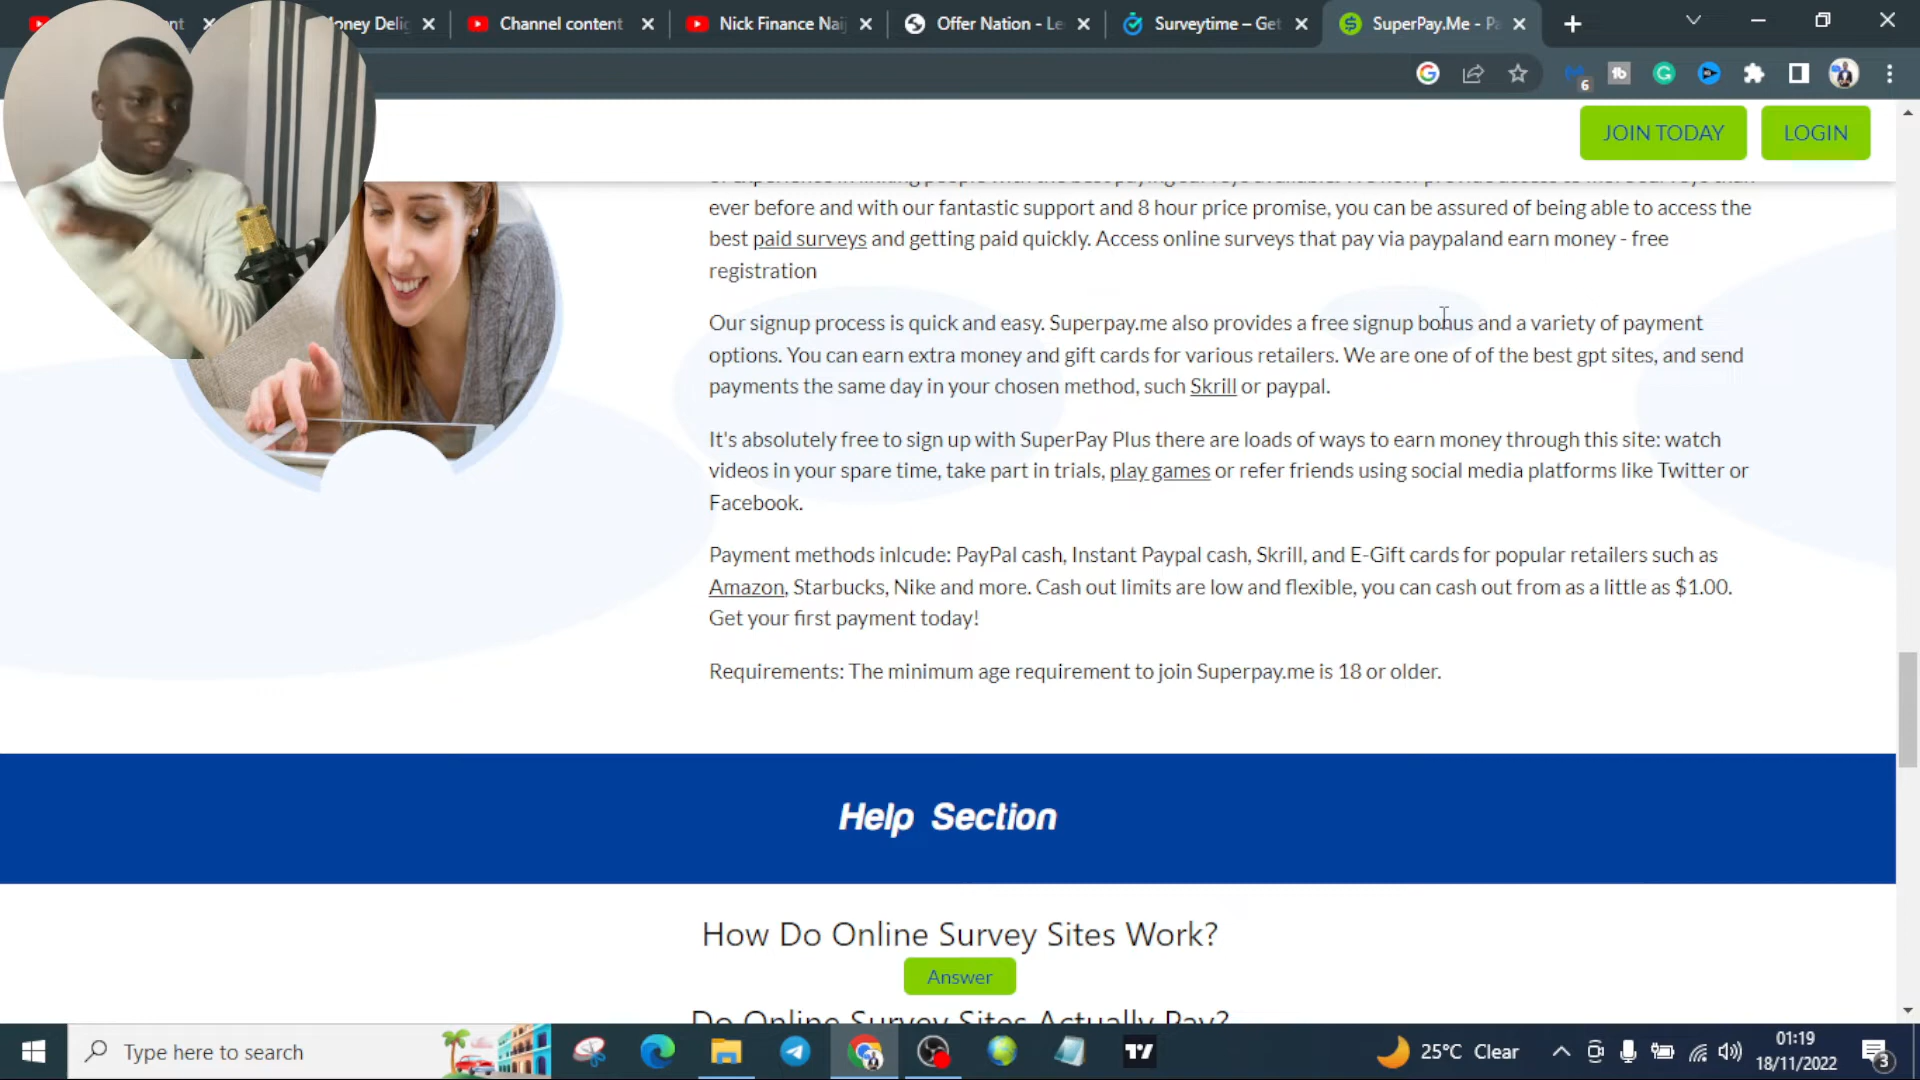 Channel content
Nick Finance Naij
Offer Nation - Le
Surveytime – Get
SuperPay.Me - Pa
6
JOIN TODAY
LOGIN
ever before and with our fantastic support and 8 hour price promise, you can be assured of being able to access the
best paid surveys and getting paid quickly. Access online surveys that pay via paypaland earn money - free
registration
Our signup process is quick and easy. Superpay.me also provides a free signup bonus and a variety of payment
options. You can earn extra money and gift cards for various retailers. We are one of of the best gpt sites, and send
payments the same day in your chosen method, such Skrill or paypal.
It's absolutely free to sign up with SuperPay Plus there are loads of ways to earn money through this site: watch
videos in your spare time, take part in trials, play games or refer friends using social media platforms like Twitter or
Facebook.
Payment methods inlcude: PayPal cash, Instant Paypal cash, Skrill, and E-Gift cards for popular retailers such as
Amazon, Starbucks, Nike and more. Cash out limits are low and flexible, you can cash out from as a little as $1.00.
Get your first payment today!
Requirements: The minimum age requirement to join Superpay.me is 18 or older.
Help Section
How Do Online Survey Sites Work?
Answer
Do Online Survey Sites Actually Pay?
Type here to search
25°C Clear
01:19
18/11/2022
3